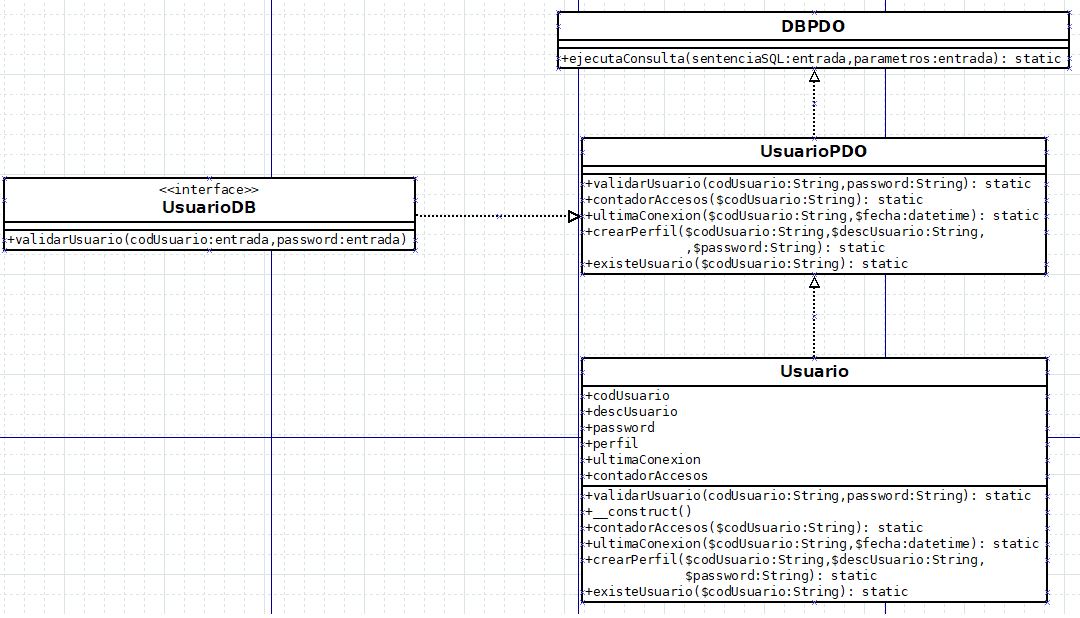 DBPDO
+ejecutaConsulta(sentenciaSQL:entrada,parametros:entrada): static
UsuarioPDO
+validarUsuario(codUsuario:String,password:String): static
+contadorAccesos($codUsuario:String): static
+ultimaConexion($codUsuario:String,$fecha:datetime): static
+crearPerfil($codUsuario:String,$descUsuario:String,
,$password:String): static
+existeUsuario($codUsuario:String): static
<<interface>>
UsuarioDB
+validarUsuario(codUsuario:entrada,password:entrada)
Usuario
+codUsuario
+descUsuario
+password
+perfil
+ultimaConexion
+contadorAccesos
+validarUsuario(codUsuario:String,password:String): static
+__construct()
+contadorAccesos($codUsuario:String): static
+ultimaConexion($codUsuario:String,$fecha:datetime): static
+crearPerfil($codUsuario:String,$descUsuario:String,
$password:String): static
+existeUsuario($codUsuario:String): static